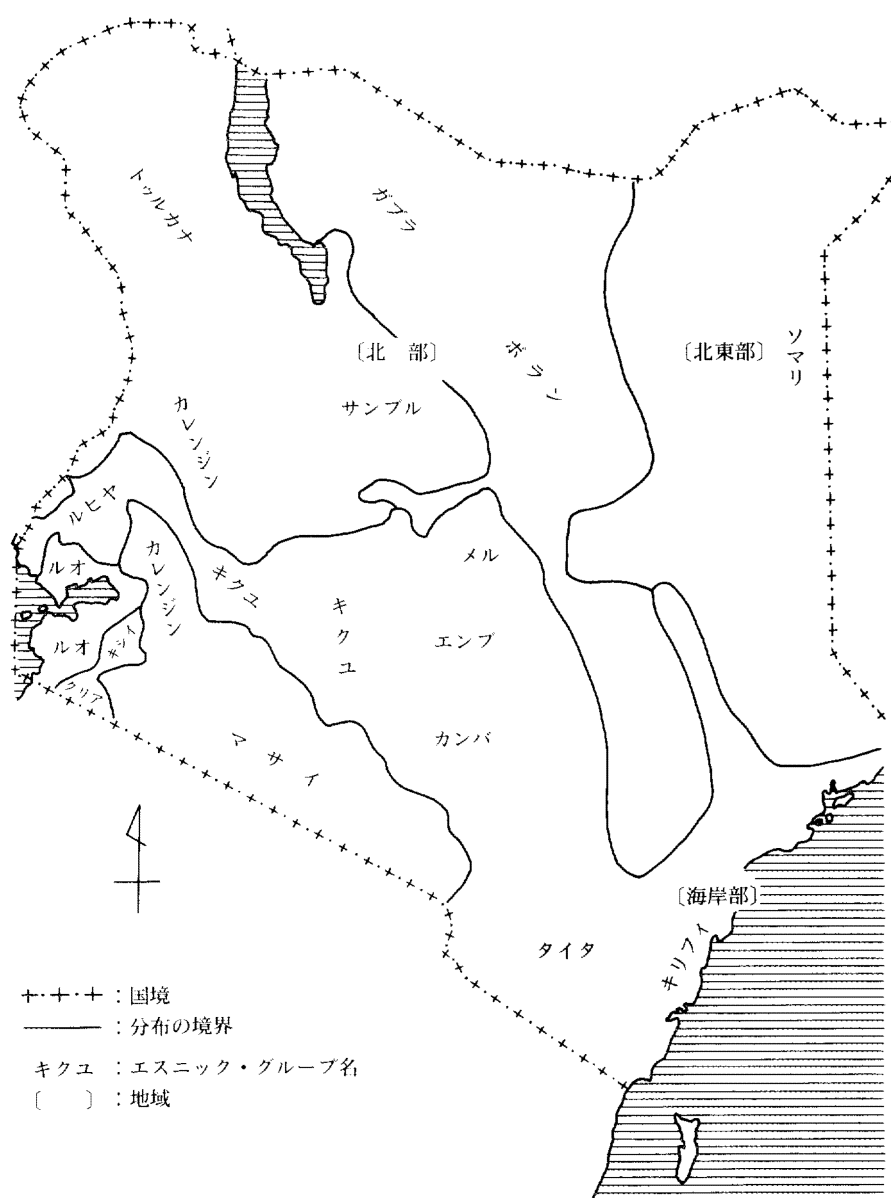 トゥルカナ
ガブラ
〔北 部〕
ボラン
〔北東部〕
ソマリ
サンブル
カレンジン
ルヒヤ
ルオ
カレンジン
キクユ
キクユ
メル
エンブ
カンバ
ルオ
キシイ
クリア
マサイ
〔海岸部〕
タイタ
キリフィ
：国境
：分布の境界
キクユ：エスニック・グループ名
〔 〕：地域